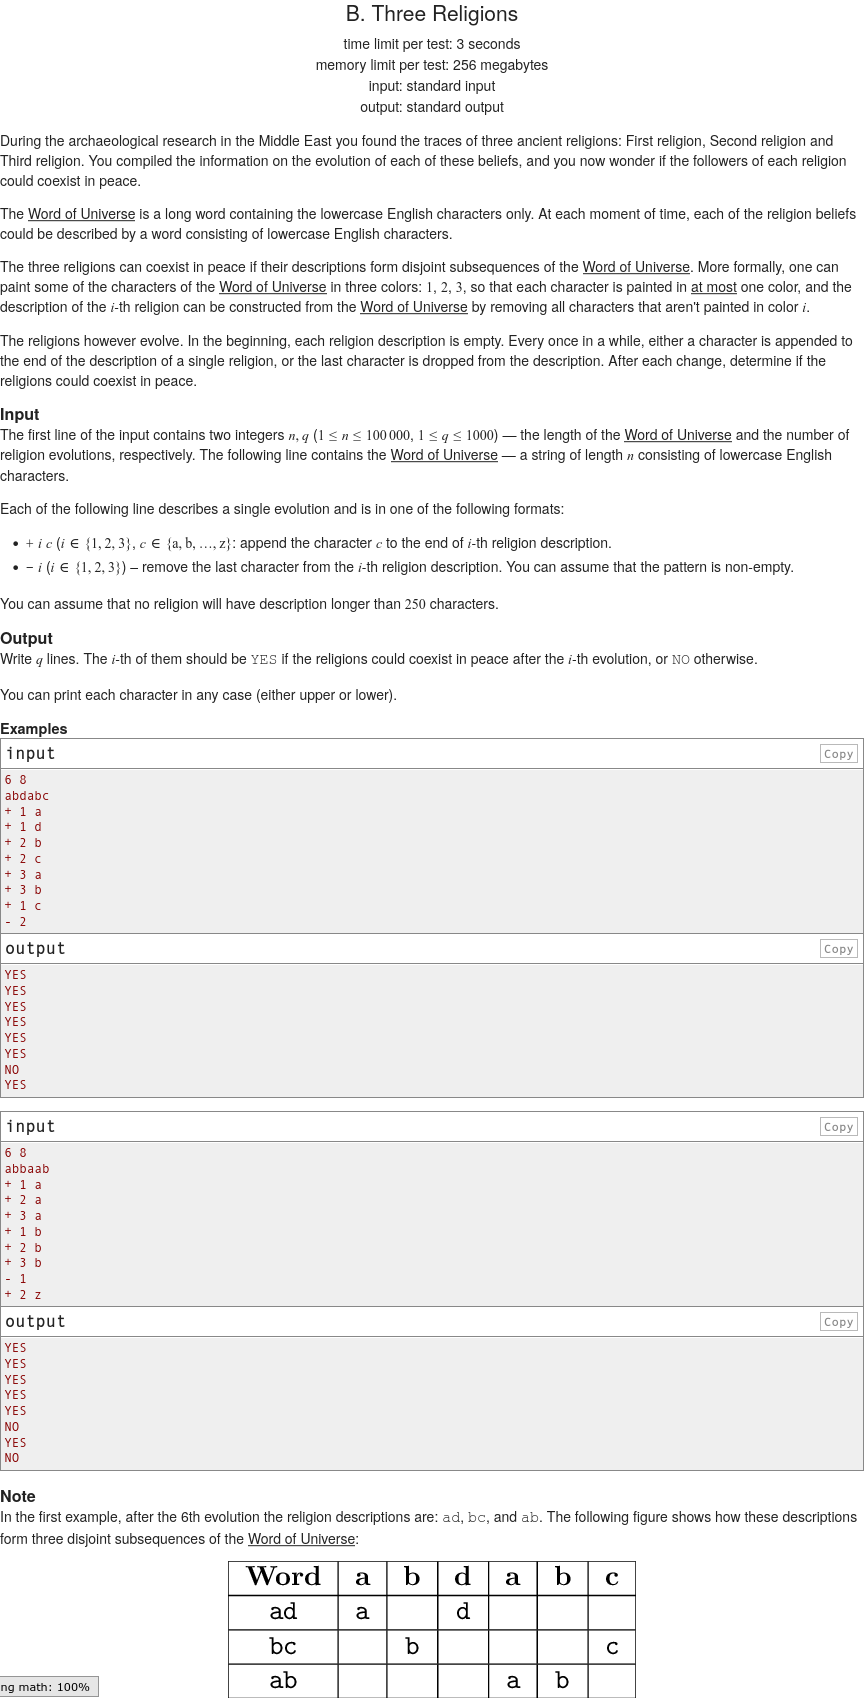 B. Three Religions
time limit per test: 3 seconds
memory limit per test: 256 megabytes
input: standard input
output: standard output
During the archaeological research in the Middle East you found the traces of three ancient religions: First religion, Second religion and
Third religion. You compiled the information on the evolution of each of these beliefs, and you now wonder if the followers of each religion
could coexist in peace.
The Word of Universe is a long word containing the lowercase English characters only. At each moment of time, each of the religion beliefs
could be described by a word consisting of lowercase English characters.
The three religions can coexist in peace if their descriptions form disjoint subsequences of the Word of Universe. More formally, one can
paint some of the characters of the Word of Universe in three colors: 1, 2, 3, so that each character is painted in at most one color, and the
description of the i-th religion can be constructed from the Word of Universe by removing all characters that aren't painted in color i.
The religions however evolve. In the beginning, each religion description is empty. Every once in a while, either a character is appended to
the end of the description of a single religion, or the last character is dropped from the description. After each change, determine if the
religions could coexist in peace.
Input
The first line of the input contains two integers n, q (1 ≤ n ≤ 100 000, 1 ≤ q ≤ 1000) — the length of the Word of Universe and the number of
religion evolutions, respectively. The following line contains the Word of Universe — a string of length n consisting of lowercase English
characters.
Each of the following line describes a single evolution and is in one of the following formats:
• + i c (i ∈ {1, 2, 3}, c ∈ {a, b, …, z}: append the character c to the end of i-th religion description.
• − i (i ∈ {1, 2, 3}) – remove the last character from the i-th religion description. You can assume that the pattern is non-empty.
You can assume that no religion will have description longer than 250 characters.
Output
Write q lines. The i-th of them should be YES if the religions could coexist in peace after the i-th evolution, or NO otherwise.
You can print each character in any case (either upper or lower).
Examples
input Copy
6 8
abdabc
+ 1 a
+ 1 d
+ 2 b
+ 2 c
+ 3 a
+ 3 b
+ 1 c
- 2
output Copy
YES
YES
YES
YES
YES
YES
NO
YES
input Copy
6 8
abbaab
+ 1 a
+ 2 a
+ 3 a
+ 1 b
+ 2 b
+ 3 b
- 1
+ 2 z
output Copy
YES
YES
YES
YES
YES
NO
YES
NO
Note
In the first example, after the 6th evolution the religion descriptions are: ad, bc, and ab. The following figure shows how these descriptions
form three disjoint subsequences of the Word of Universe:
Word a b d a b c
ad a d
bc b c
ab a b
ng math: 100%